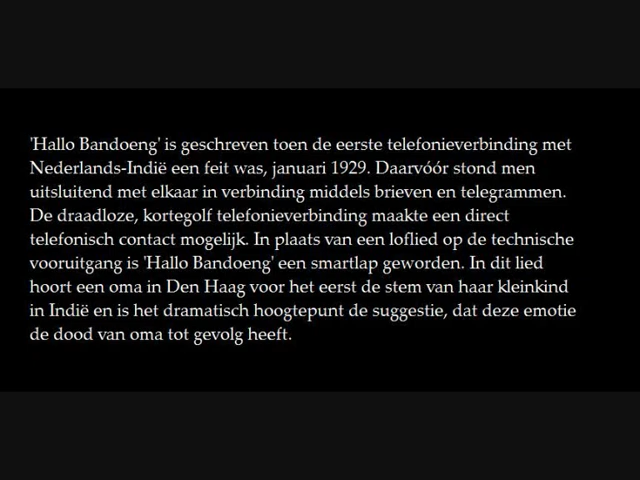 'Hallo Bandoeng' is geschreven toen de eerste telefonieverbinding met
Nederlands-Indië een feit was, januari 1929. Daarvóór stond men
uitsluitend met elkaar in verbinding middels brieven en telegrammen.
De draadloze, kortegolf telefonieverbinding maakte een direct
telefonisch contact mogelijk. In plaats van een loflied op de technische
vooruitgang is 'Hallo Bandoeng' een smartlap geworden. In dit lied
hoort een oma in Den Haag voor het eerst de stem van haar kleinkind
in Indië en is het dramatisch hoogtepunt de suggestie, dat deze emotie
de dood van oma tot gevolg heeft.